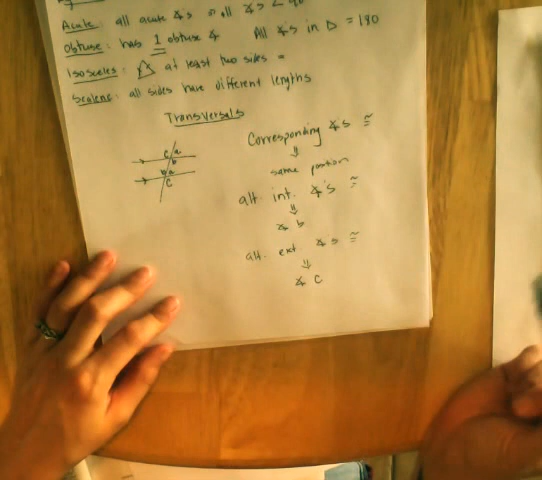 Acute: all acute ∡'s all ∡'s < 90
Obtuse: has 1 obtuse ∡ All ∡'s in △ = 180
Isosceles: △ at least two sides =
Scalene: all sides have different lengths
Transversals
Corresponding ∡'s ≅
⇓
same position
alt. int. ∡'s ≅
⇓
∡ b
alt. ext ∡'s ≅
⇓
∡ c
c a
b
b a
c